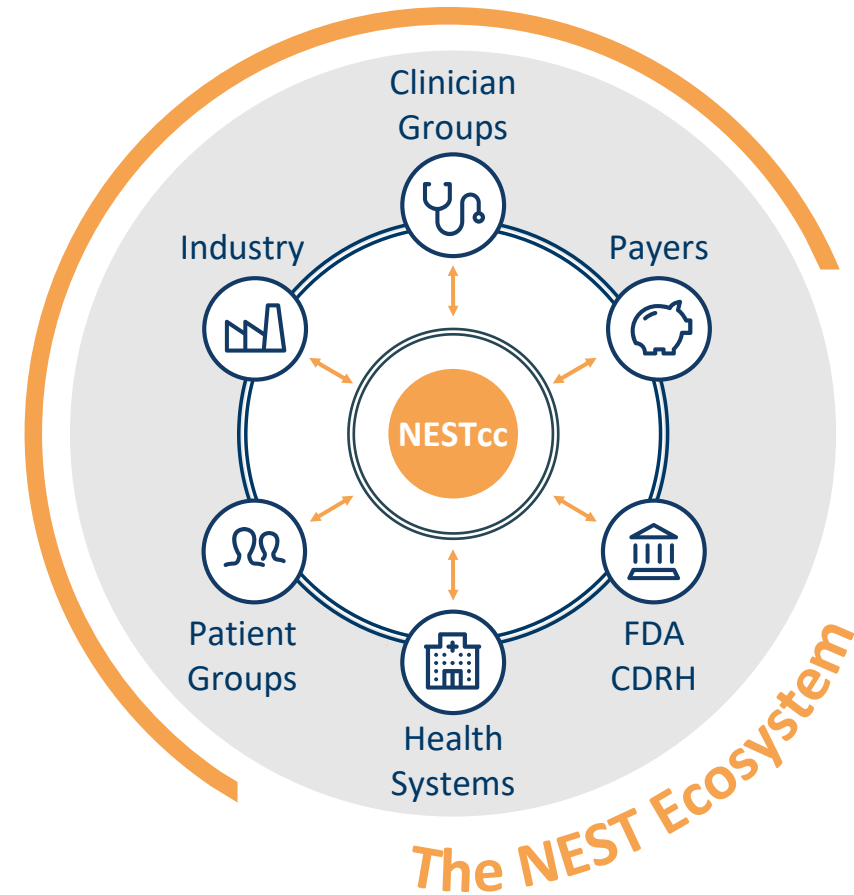 Clinician
Groups
Industry
Payers
NESTcc
Patient
Groups
FDA
CDRH
Health
Systems
The NEST Ecosystem